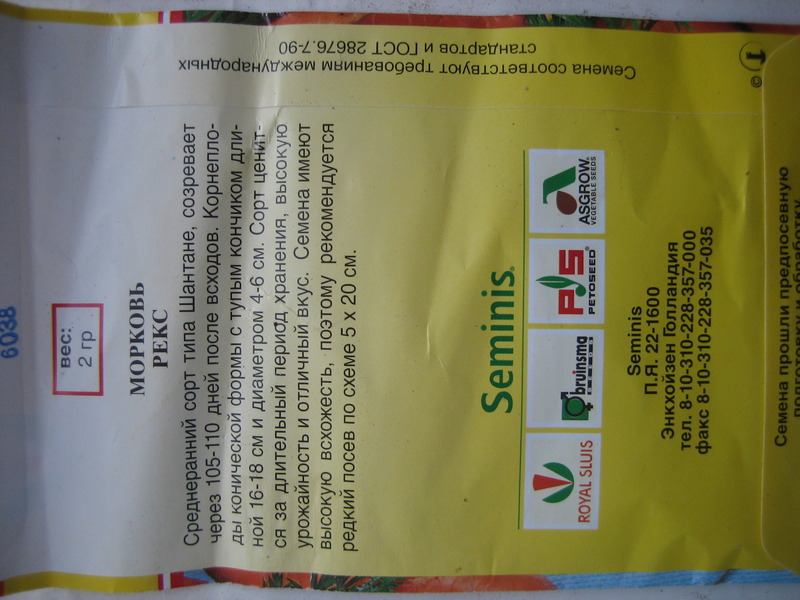 6038
вес:
2 гр
МОРКОВЬ
РЕКС
Среднеранний сорт типа Шантане, созревает
через 105-110 дней после всходов. Корнепло-
ды конической формы с тупым кончиком дли-
ной 16-18 см и диаметром 4-6 см. Сорт ценит-
ся за длительный период хранения, высокую
урожайность и отличный вкус. Семена имеют
высокую всхожесть, поэтому рекомендуется
редкий посев по схеме 5 х 20 см.
Seminis®
ROYAL SLUIS
bruinsma
PS
PETOSEED®
ASGROW®
VEGETABLE SEEDS
Seminis
П.Я. 22-1600
Энкхойзен Голландия
тел. 8-10-310-228-357-000
факс 8-10-310-228-357-035
Семена прошли предпосевную
подготовку и обработку
Семена соответствуют требованиям международных
стандартов и ГОСТ 28676.7-90
©